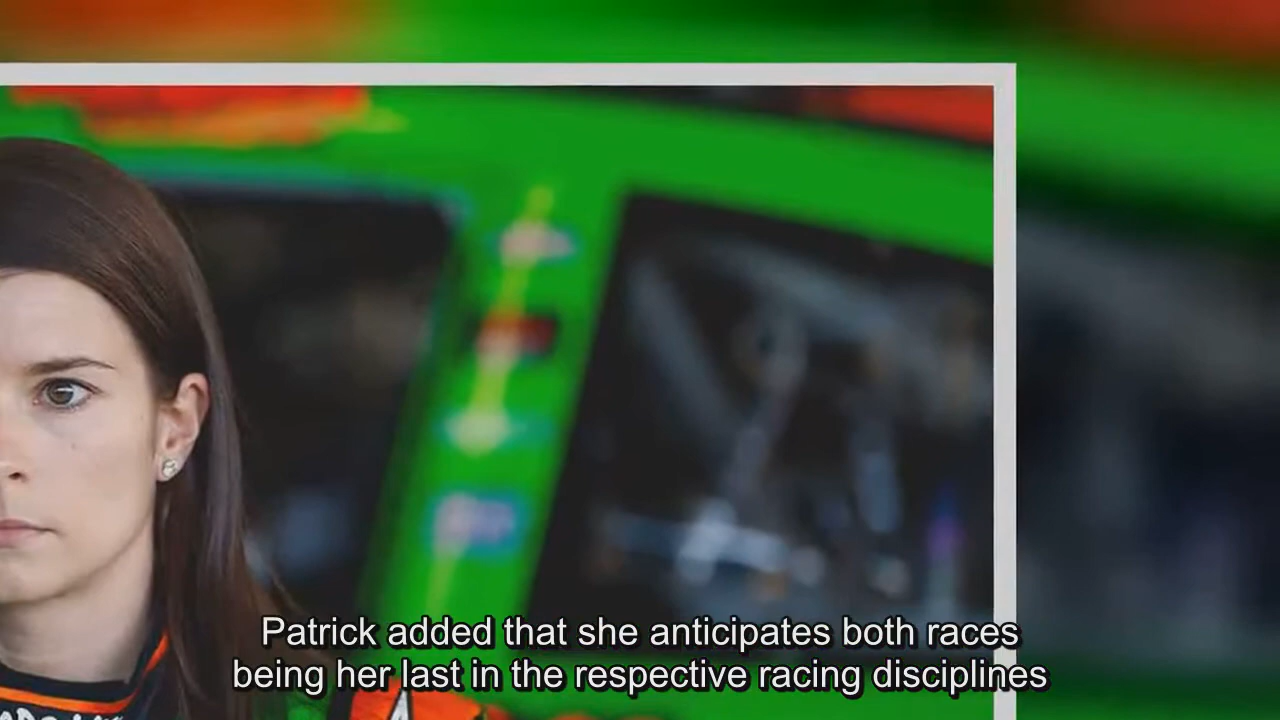 Patrick added that she anticipates both races
being her last in the respective racing disciplines